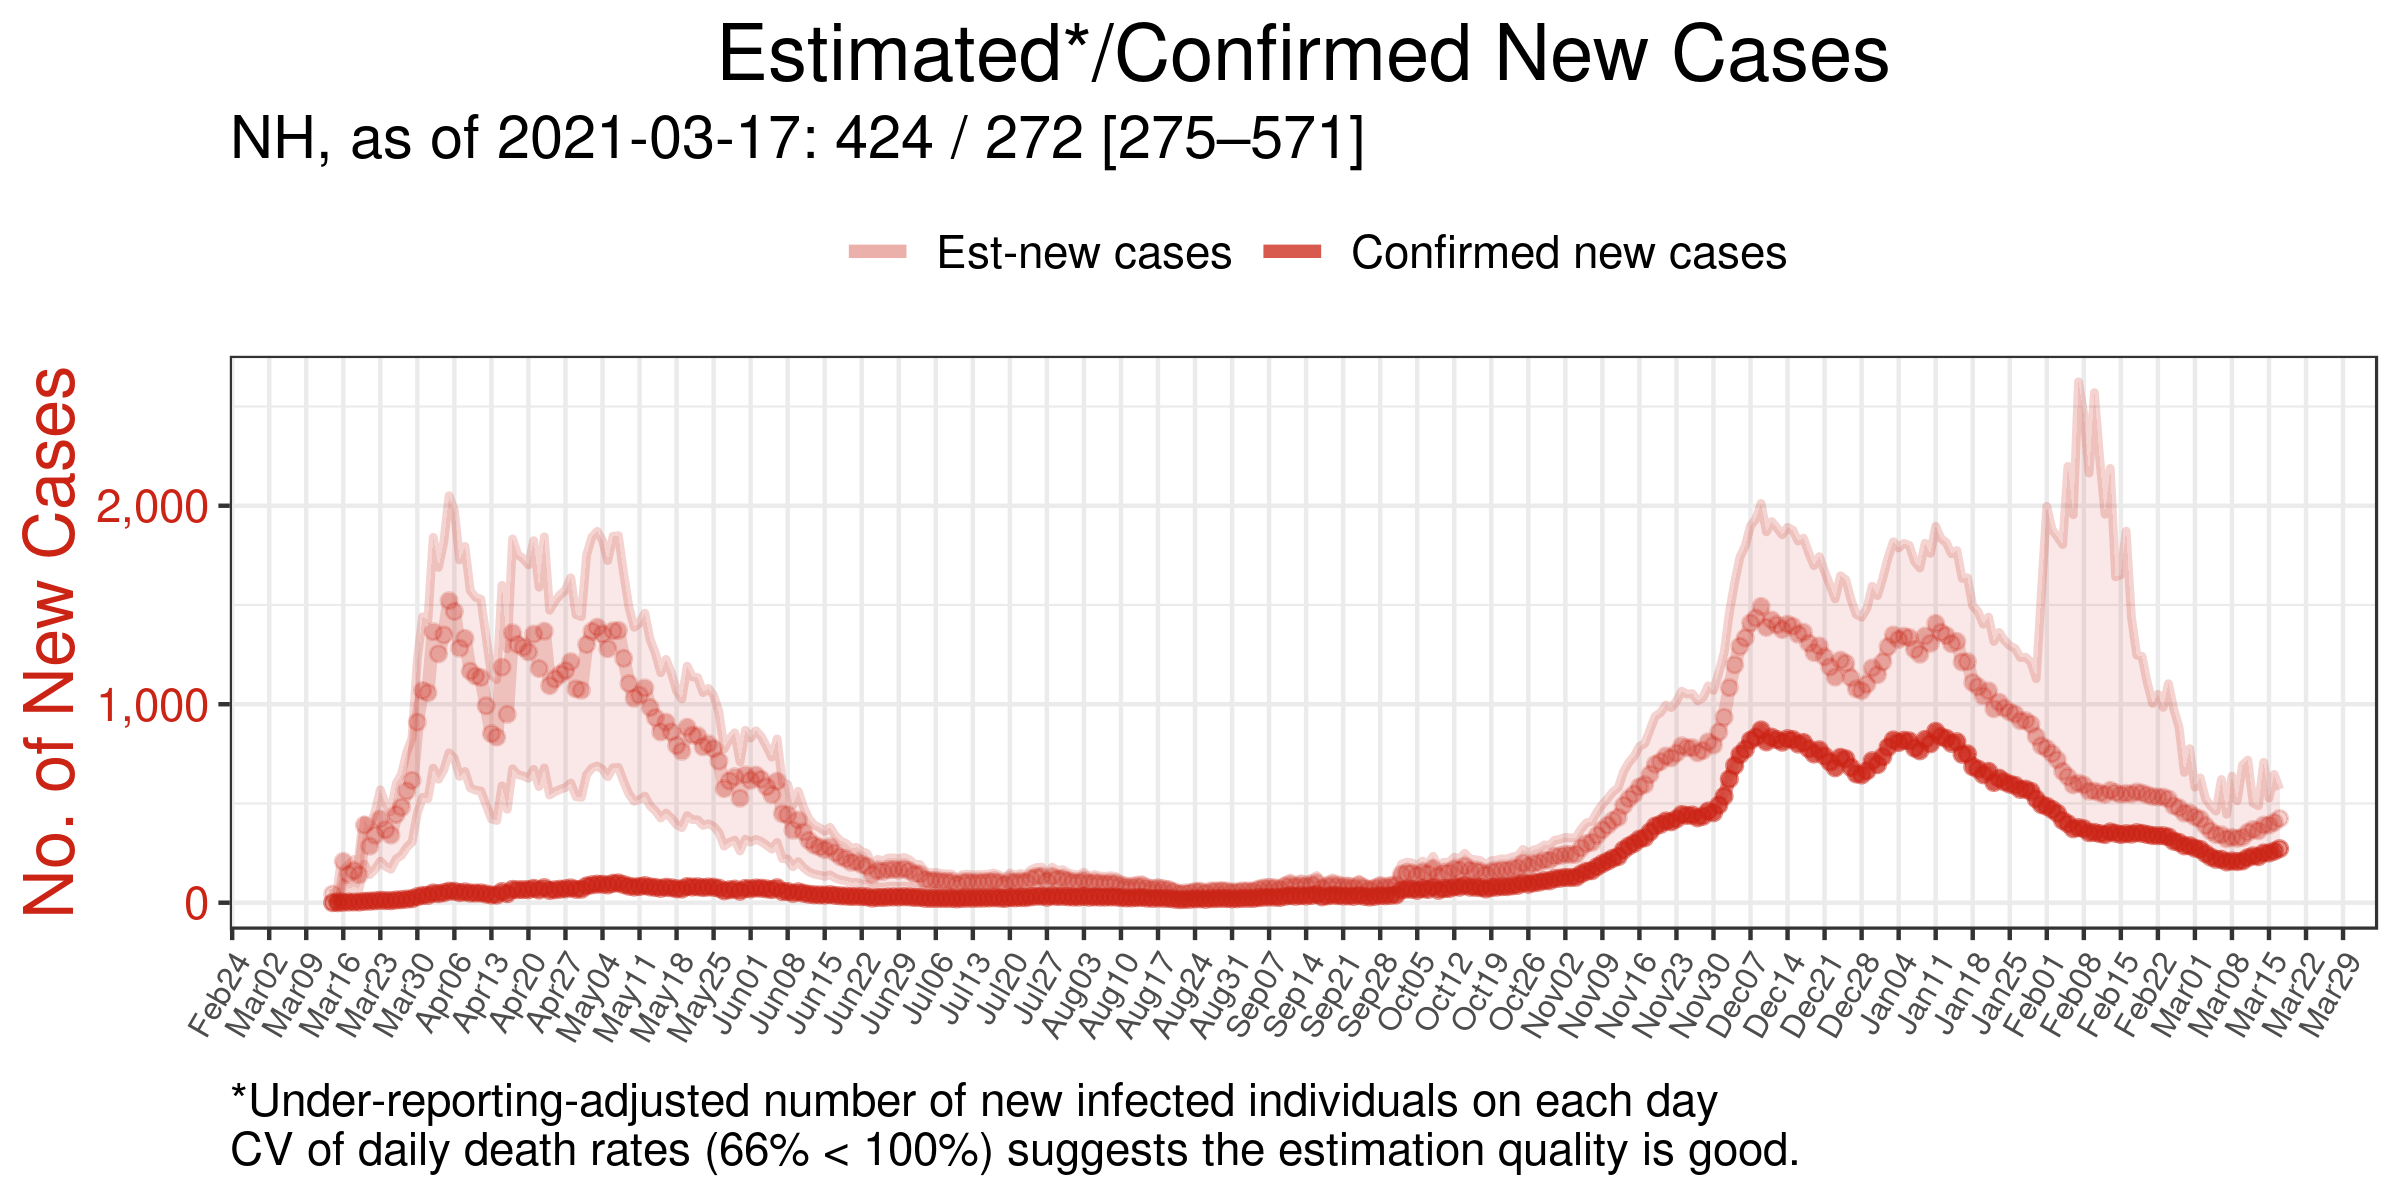 Estimated*/Confirmed New Cases
NH, as of 2021-03-17: 424 / 272 [275–571]
Est-new cases
Confirmed new cases
No. of New Cases
2,000
1,000
0
Feb24
Mar02
Mar09
Mar16
Mar23
Mar30
Apr06
Apr13
Apr20
Apr27
May04
May11
May18
May25
Jun01
Jun08
Jun15
Jun22
Jun29
Jul06
Jul13
Jul20
Jul27
Aug03
Aug10
Aug17
Aug24
Aug31
Sep07
Sep14
Sep21
Sep28
Oct05
Oct12
Oct19
Oct26
Nov02
Nov09
Nov16
Nov23
Nov30
Dec07
Dec14
Dec21
Dec28
Jan04
Jan11
Jan18
Jan25
Feb01
Feb08
Feb15
Feb22
Mar01
Mar08
Mar15
Mar22
Mar29
*Under-reporting-adjusted number of new infected individuals on each day
CV of daily death rates (66% < 100%) suggests the estimation quality is good.